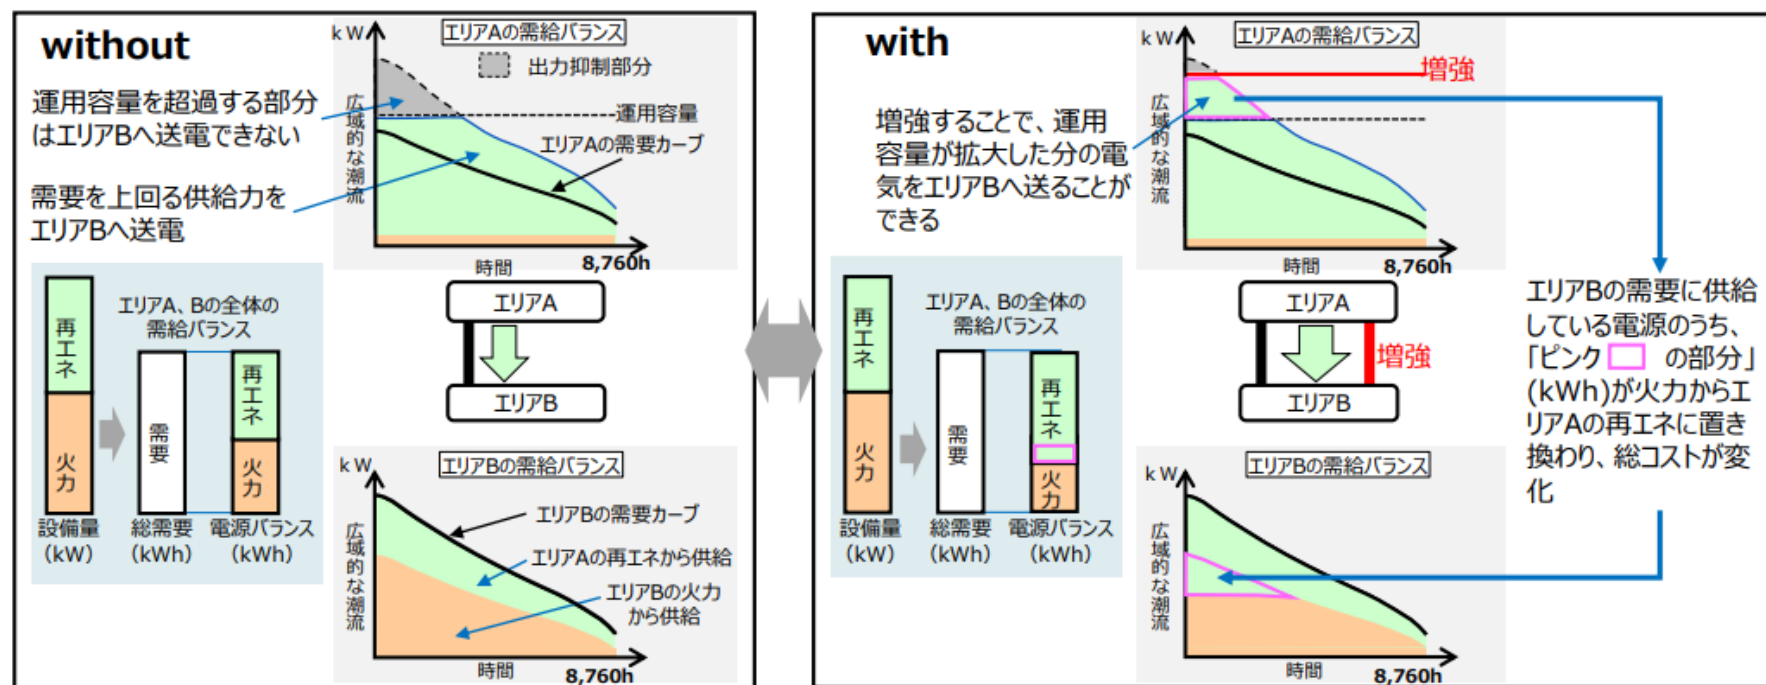 without
運用容量を超過する部分
はエリアBへ送電できない
需要を上回る供給力を
エリアBへ送電
kW
エリアAの需給バランス
出力抑制部分
広域的な潮流
運用容量
エリアAの需要カーブ
時間
8,760h
エリアA、Bの全体の
需給バランス
再エネ
火力
需要
再エネ
火力
設備量
(kW)
総需要
(kWh)
電源バランス
(kWh)
エリアA
エリアB
kW
エリアBの需給バランス
広域的な潮流
エリアBの需要カーブ
エリアAの再エネから供給
エリアBの火力
から供給
時間
8,760h
with
増強することで、運用
容量が拡大した分の電
気をエリアBへ送ることが
できる
kW
エリアAの需給バランス
増強
広域的な潮流
時間
8,760h
エリアA、Bの全体の
需給バランス
再エネ
火力
需要
再エネ
火力
設備量
(kW)
総需要
(kWh)
電源バランス
(kWh)
エリアA
増強
エリアB
kW
エリアBの需給バランス
広域的な潮流
時間
8,760h
エリアBの需要に供給
している電源のうち、
「ピンク の部分」
(kWh)が火力からエ
リアAの再エネに置き
換わり、総コストが変
化